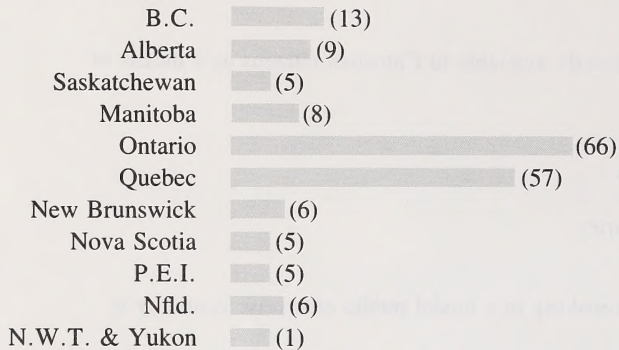 B.C. (13)
Alberta (9)
Saskatchewan (5)
Manitoba (8)
Ontario (66)
Quebec (57)
New Brunswick (6)
Nova Scotia (5)
P.E.I. (5)
Nfld. (6)
N.W.T. & Yukon (1)